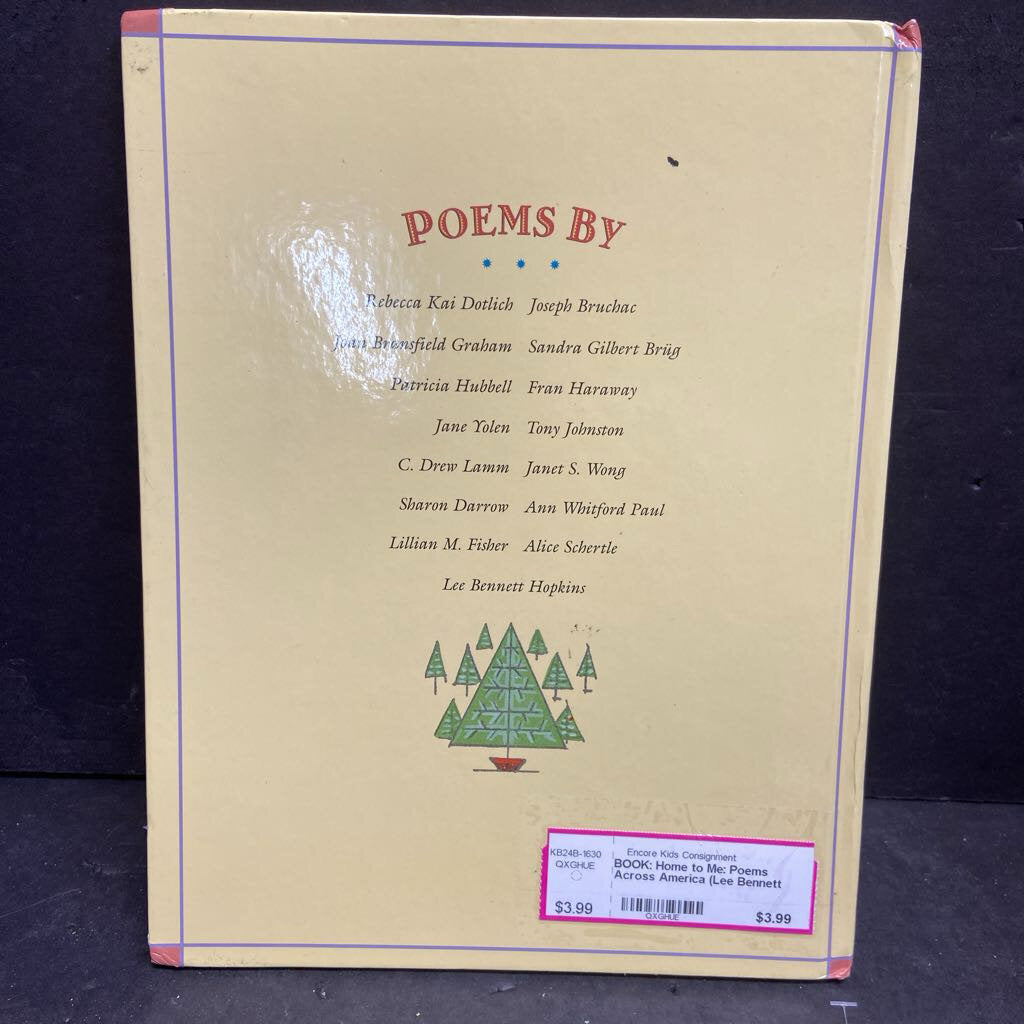 POEMS BY
Rebecca Kai Dotlich Joseph Bruchac
Joan Bransfield Graham Sandra Gilbert Brüg
Patricia Hubbell Fran Haraway
Jane Yolen Tony Johnston
C. Drew Lamm Janet S. Wong
Sharon Darrow Ann Whitford Paul
Lillian M. Fisher Alice Schertle
Lee Bennett Hopkins
KB24B-1630 Encore Kids Consignment
QXGHUE BOOK: Home to Me: Poems
Across America (Lee Bennett
$3.99 QXGHUE $3.99